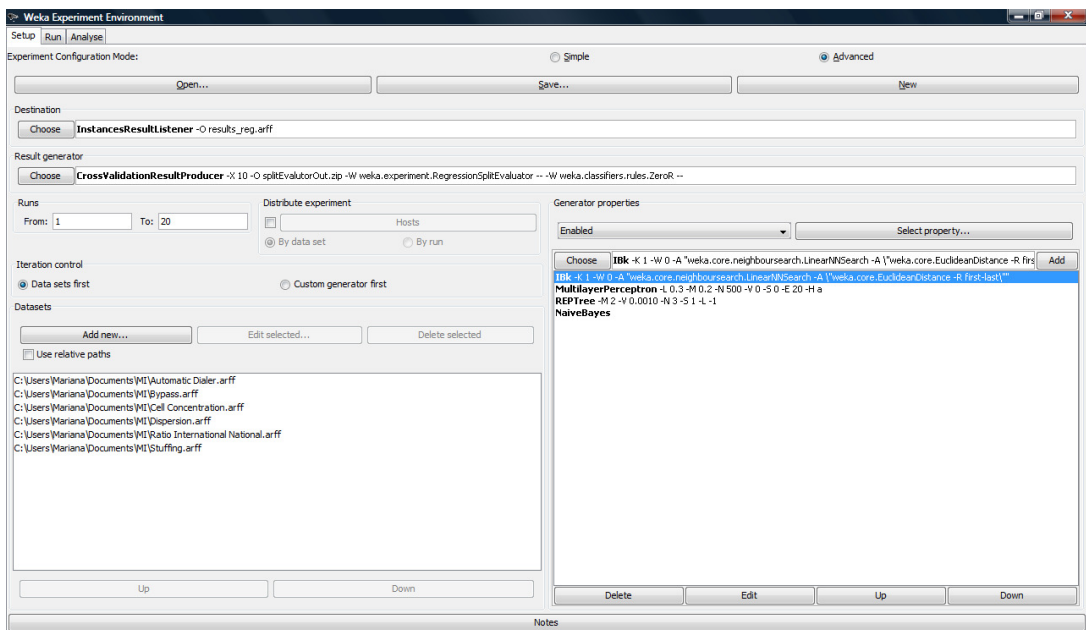 Weka Experiment Environment
Setup Run Analyse
Experiment Configuration Mode: Simple Advanced
Open... Save... New
Destination
Choose InstancesResultListener -O results_reg.arff
Result generator
Choose CrossValidationResultProducer -X 10 -O splitEvalutorOut.zip -W weka.experiment.RegressionSplitEvaluator -- -W weka.classifiers.rules.ZeroR --
Runs
From: 1 To: 20
Distribute experiment
Hosts
By data set By run
Iteration control
Data sets first Custom generator first
Datasets
Add new... Edit selected... Delete selected
Use relative paths
C:\Users\Mariana\Documents\MI\Automatic Dialer.arff
C:\Users\Mariana\Documents\MI\Bypass.arff
C:\Users\Mariana\Documents\MI\Cell Concentration.arff
C:\Users\Mariana\Documents\MI\Dispersion.arff
C:\Users\Mariana\Documents\MI\Ratio International National.arff
C:\Users\Mariana\Documents\MI\Stuffing.arff
Up Down
Generator properties
Enabled Select property...
Choose IBk -K 1 -W 0 -A "weka.core.neighboursearch.LinearNNSearch -A \"weka.core.EuclideanDistance -R firs Add
IBk -K 1 -W 0 -A "weka.core.neighboursearch.LinearNNSearch -A \"weka.core.EuclideanDistance -R first-last\""
MultilayerPerceptron -L 0.3 -M 0.2 -N 500 -V 0 -S 0 -E 20 -H a
REPTree -M 2 -V 0.0010 -N 3 -S 1 -L -1
NaiveBayes
Delete Edit Up Down
Notes